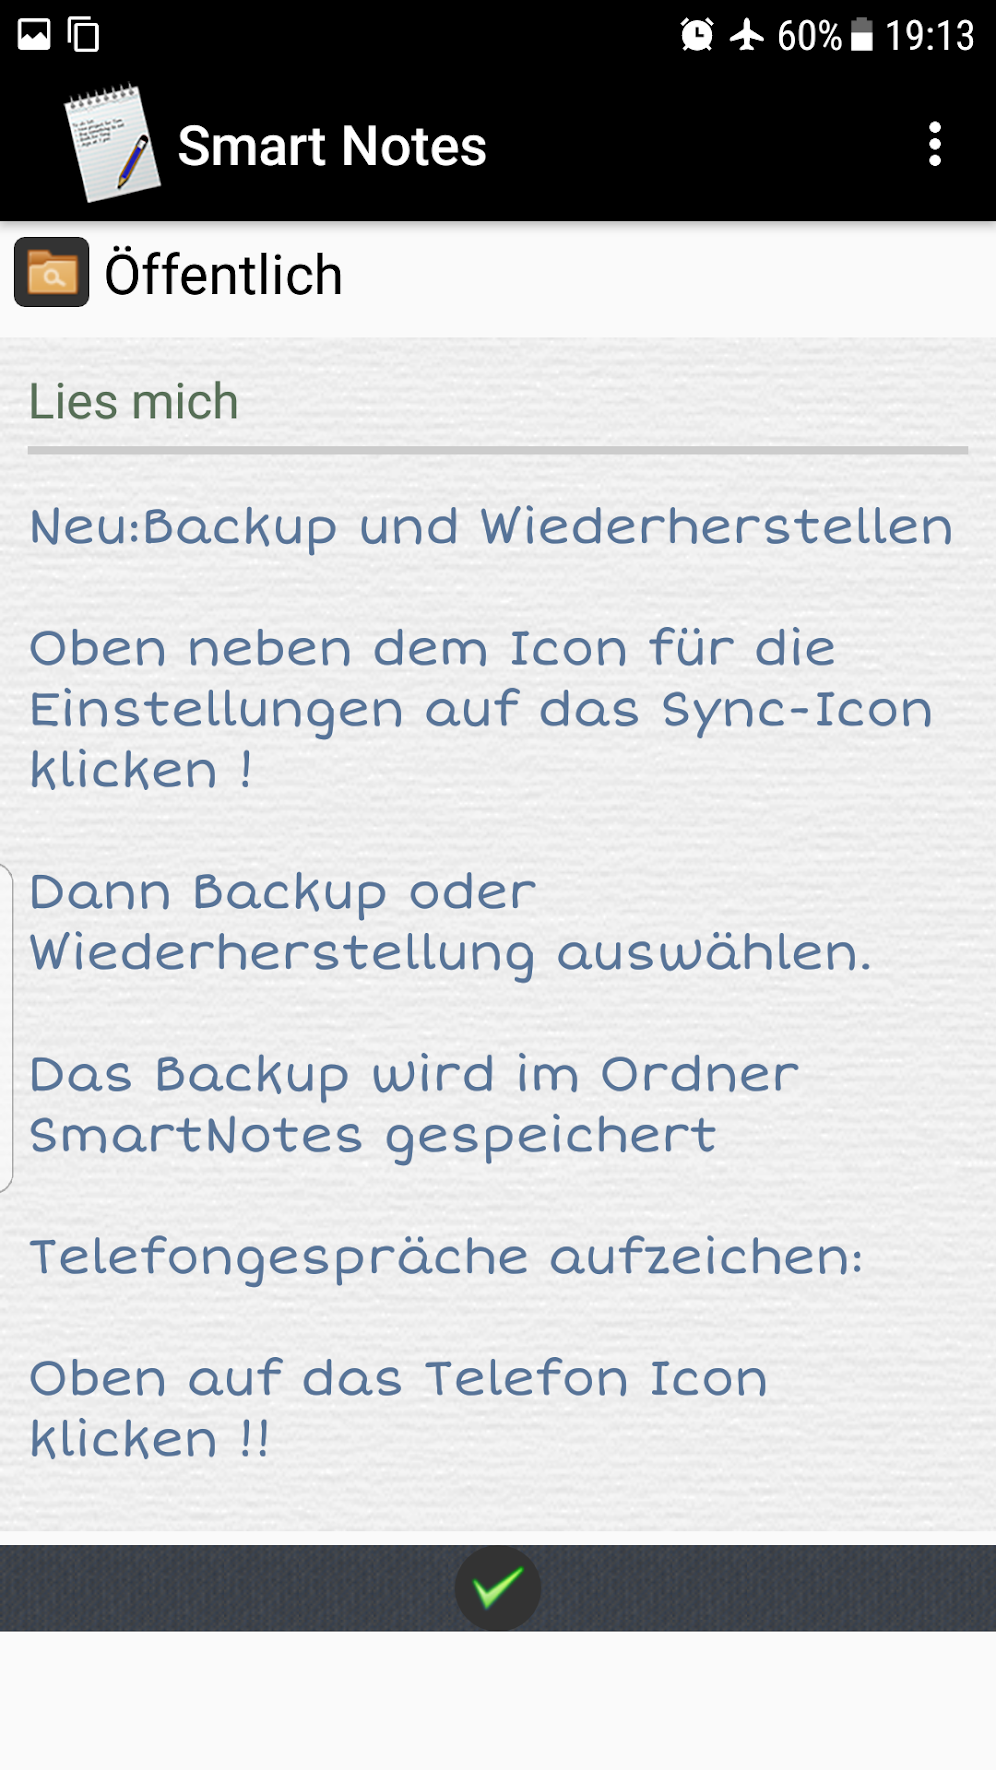 60% 19:13
Smart Notes
Öffentlich
Lies mich
Neu:Backup und Wiederherstellen
Oben neben dem Icon für die
Einstellungen auf das Sync-Icon
klicken !
Dann Backup oder
Wiederherstellung auswählen.
Das Backup wird im Ordner
SmartNotes gespeichert
Telefongespräche aufzeichen:
Oben auf das Telefon Icon
klicken !!